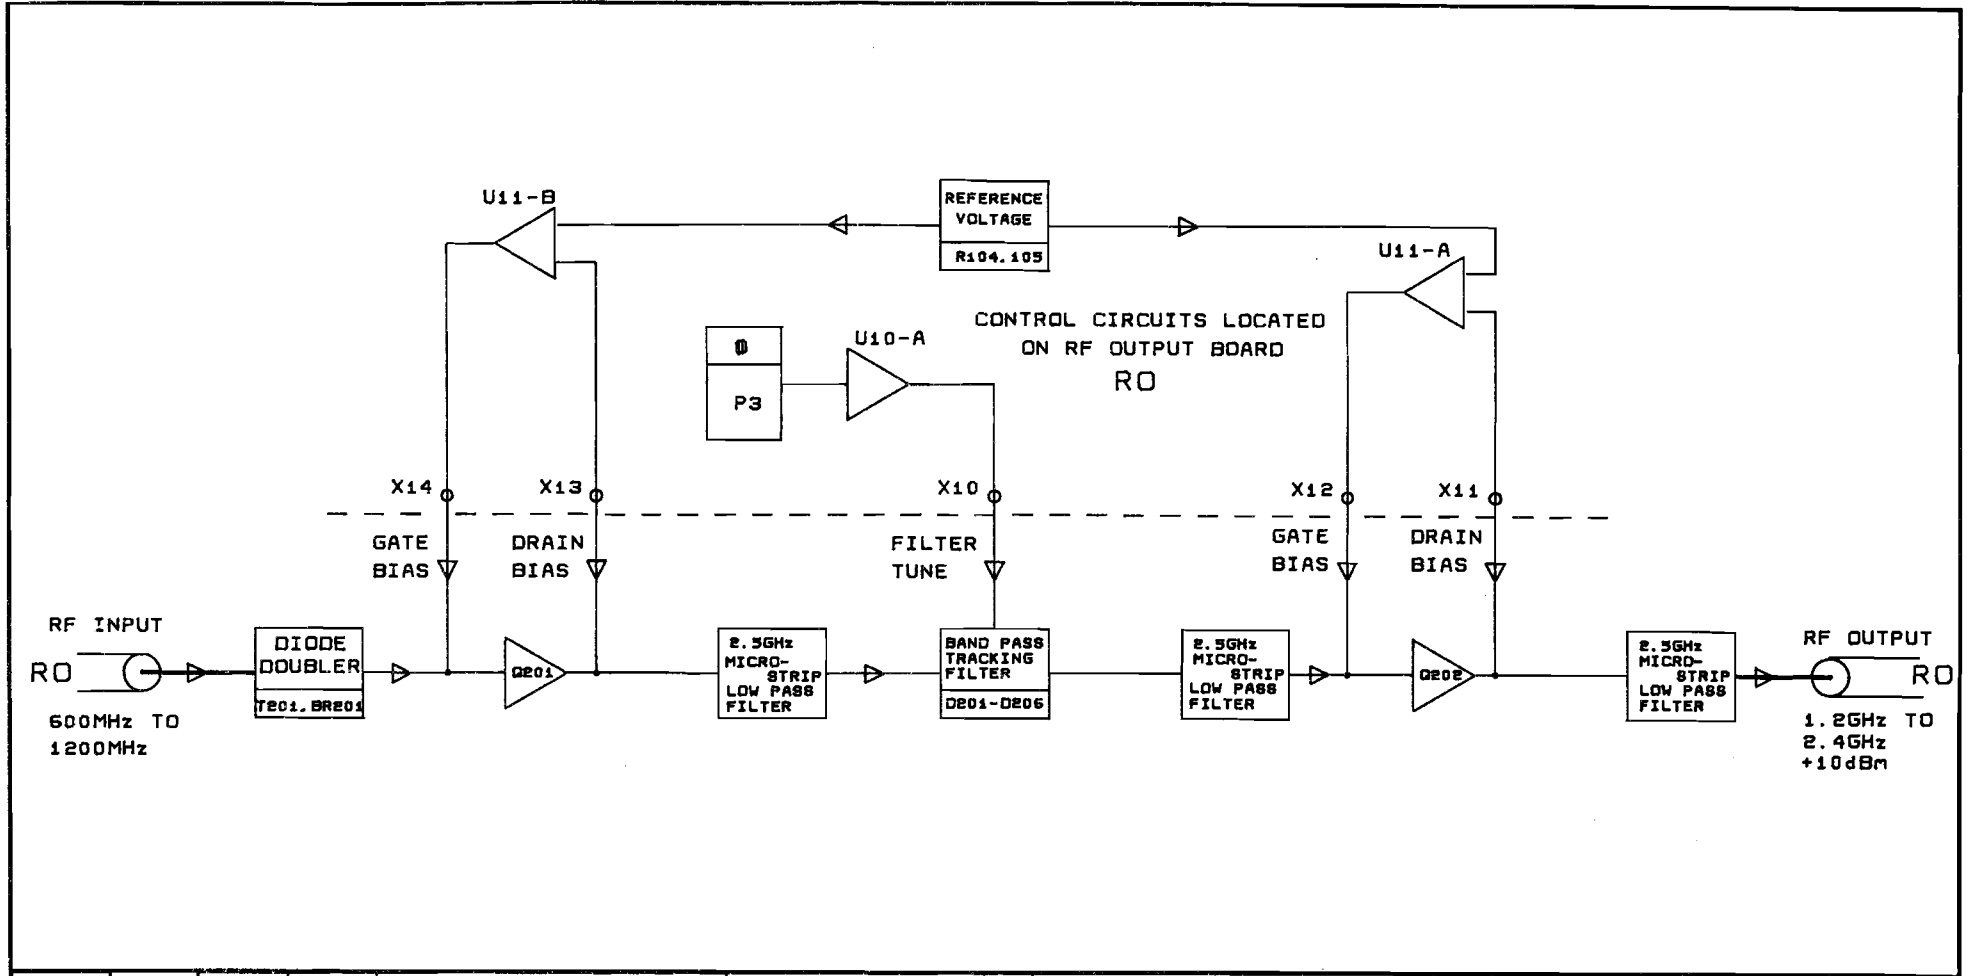 U11-B
REFERENCE
VOLTAGE
R104.105
U11-A
CONTROL CIRCUITS LOCATED
ON RF OUTPUT BOARD
RO
U10-A
P3
X14
X13
X10
X12
X11
GATE
BIAS
DRAIN
BIAS
FILTER
TUNE
GATE
BIAS
DRAIN
BIAS
RF INPUT
RO
600MHz TO
1200MHz
DIODE
DOUBLER
T201.BR201
Q201
2.5GHz
MICRO-
STRIP
LOW PASS
FILTER
BAND PASS
TRACKING
FILTER
D201-D206
2.5GHz
MICRO-
STRIP
LOW PASS
FILTER
Q202
2.5GHz
MICRO-
STRIP
LOW PASS
FILTER
RF OUTPUT
RO
1.2GHz TO
2.4GHz
+10dBm